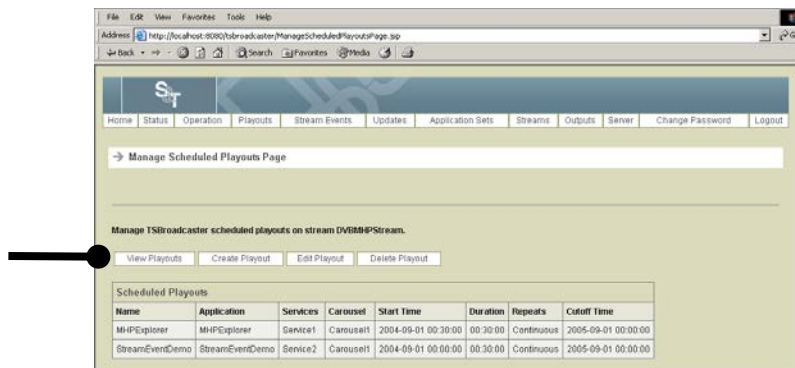 File Edit View Favorites Tools Help
Address http://localhost:8080/tsbroadcaster/ManageScheduledPlayoutsPage.jsp
Back Search Favorites Media
ST
Home Status Operation Playouts Stream Events Updates Application Sets Streams Outputs Server Change Password Logout
Manage Scheduled Playouts Page
Manage TSBroadcaster scheduled playouts on stream DVBMHPStream.
View Playouts Create Playout Edit Playout Delete Playout
Scheduled Playouts
Name Application Services Carousel Start Time Duration Repeats Cutoff Time
MHPExplorer MHPExplorer Service1 Carousel1 2004-09-01 00:30:00 00:30:00 Continuous 2005-09-01 00:00:00
StreamEventDemo StreamEventDemo Service2 Carousel1 2004-09-01 00:00:00 00:30:00 Continuous 2005-09-01 00:00:00